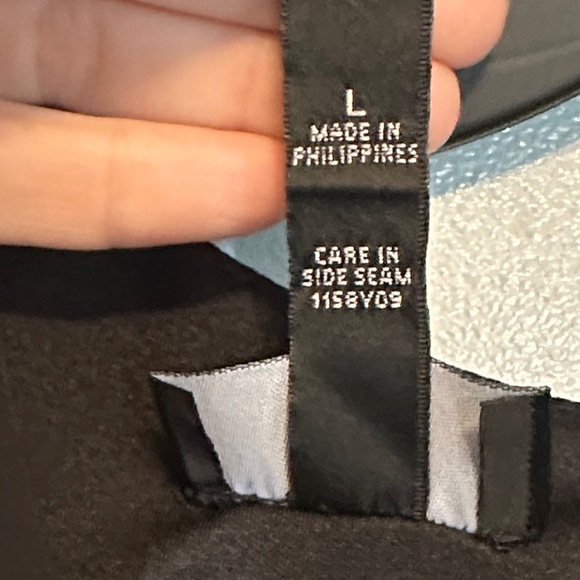 L
MADE IN
PHILIPPINES
CARE IN
SIDE SEAM
1158Y09